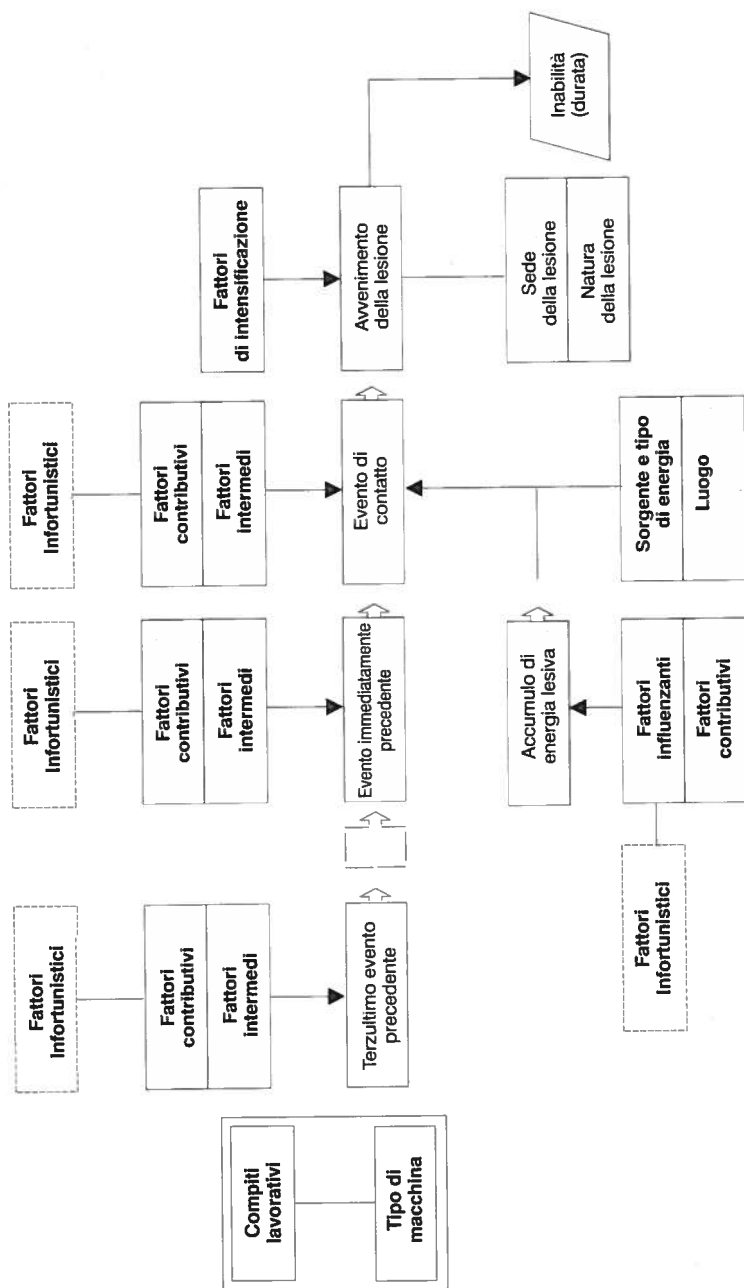 Compiti
lavorativi
Tipo di
macchina
Fattori
Infortunistici
Fattori
contributivi
Fattori
intermedi
Terzultimo evento
precedente
Fattori
Infortunistici
Fattori
contributivi
Fattori
intermedi
Evento immediatamente
precedente
Fattori
Infortunistici
Fattori
contributivi
Fattori
intermedi
Evento di
contatto
Fattori
di intensificazione
Avvenimento
della lesione
Sede
della lesione
Natura
della lesione
Inabilità
(durata)
Accumulo di
energia lesiva
Fattori
influenzanti
Fattori
contributivi
Fattori
Infortunistici
Sorgente e tipo
di energia
Luogo